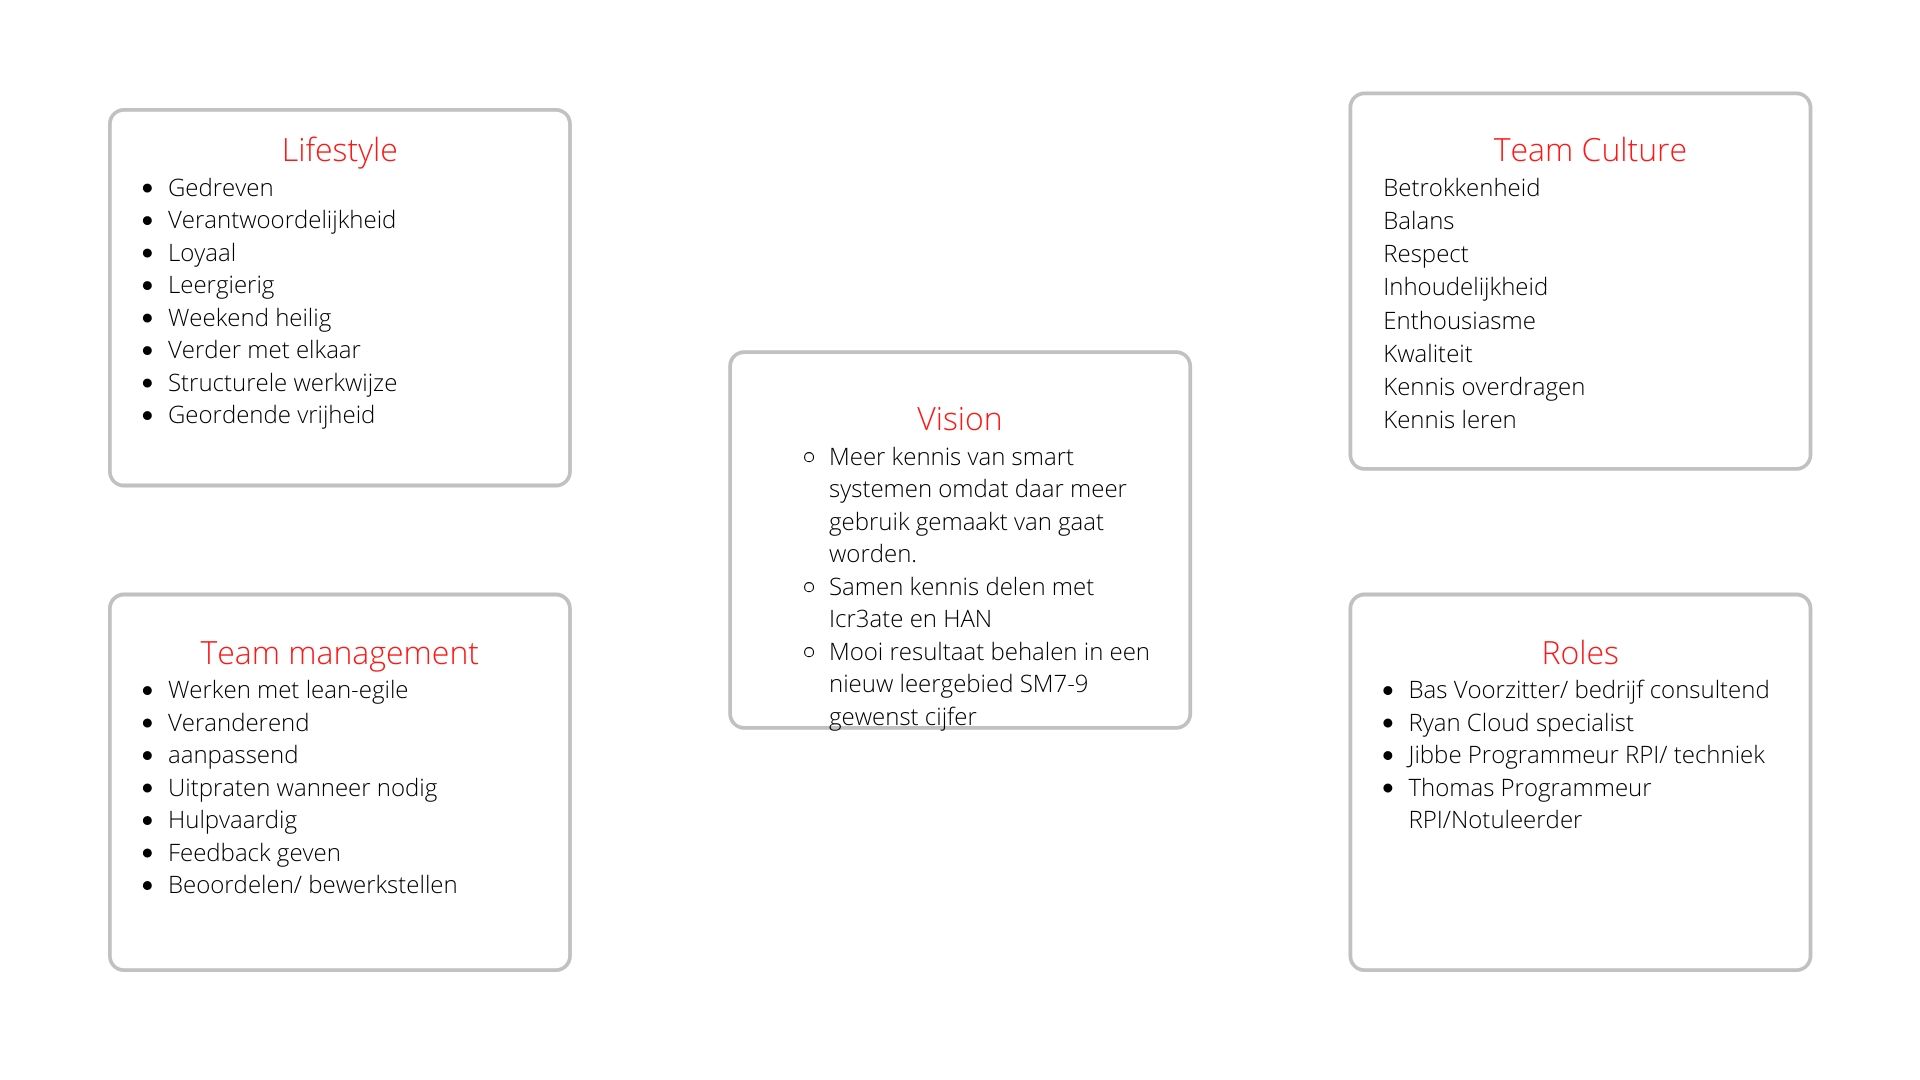 Lifestyle
Gedreven
Verantwoordelijkheid
Loyaal
Leergierig
Weekend heilig
Verder met elkaar
Structurele werkwijze
Geordende vrijheid
Team Culture
Betrokkenheid
Balans
Respect
Inhoudelijkheid
Enthousiasme
Kwaliteit
Kennis overdragen
Kennis leren
Vision
Meer kennis van smart
systemen omdat daar meer
gebruik gemaakt van gaat
worden.
Samen kennis delen met
Icr3ate en HAN
Mooi resultaat behalen in een
nieuw leergebied SM7-9
gewenst cijfer
Team management
Werken met lean-egile
Veranderend
aanpassend
Uitpraten wanneer nodig
Hulpvaardig
Feedback geven
Beoordelen/ bewerkstellen
Roles
Bas Voorzitter/ bedrijf consultend
Ryan Cloud specialist
Jibbe Programmeur RPI/ techniek
Thomas Programmeur
RPI/Notuleerder